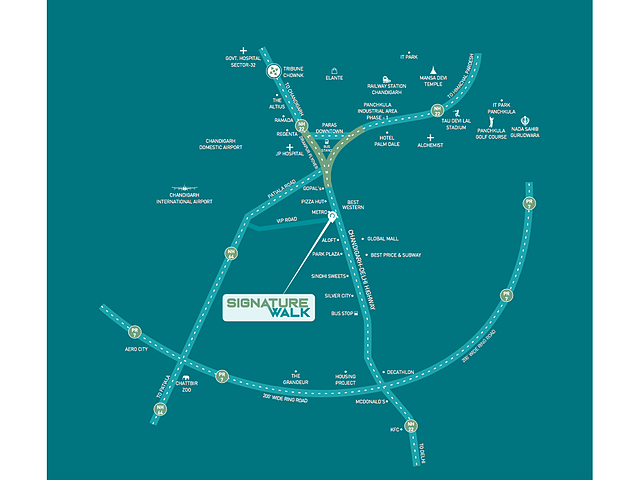 GOVT. HOSPITAL
SECTOR-32
TRIBUNE
CHOWNK
ELANTE
IT PARK
MANSA DEVI
TEMPLE
RAILWAY STATION
CHANDIGARH
TO HIMACHAL PARDESH
TO CHANDIGARH
THE
ALTIUS
PANCHKULA
INDUSTRIAL AREA
PHASE - 1
NH
22
IT PARK
PANCHKULA
TAU DEVI LAL
STADIUM
PANCHKULA
GOLF COURSE
NADA SAHIB
GURUDWARA
RAMADA
NH
22
PARAS
DOWNTOWN
REGENTA
ZIRAKPUR FLYOVER
BUS
STAND
HOTEL
PALM DALE
ALCHEMIST
CHANDIGARH
DOMESTIC AIRPORT
JP HOSPITAL
CHANDIGARH
INTERNATIONAL AIRPORT
PATIALA ROAD
GOPAL's
PIZZA HUT
BEST
WESTERN
METRO
VIP ROAD
PR
7
CHANDIGARH-DELHI HIGHWAY
ALOFT
GLOBAL MALL
NH
64
PARK PLAZA
BEST PRICE & SUBWAY
SINDHI SWEETS
SILVER CITY
PR
7
SIGNATURE
WALK
BUS STOP
PR
7
AERO CITY
200' WIDE RING ROAD
CHATTBIR
ZOO
PR
7
THE
GRANDEUR
HOUSING
PROJECT
DECATHLON
TO PATIALA
200' WIDE RING ROAD
MCDONALD'S
NH
64
KFC
NH
22
TO DELHI